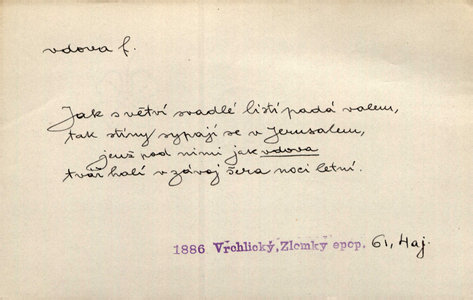 vdova f.
Jak s větví svadlé listí padá valem,
tak stíny sypají se v Jerusalem,
jenž pod nimi jak vdova
tvář halí v závoj šera noci letní.
1886 Vrchlický, Zlomky epop. 61, 4aj.